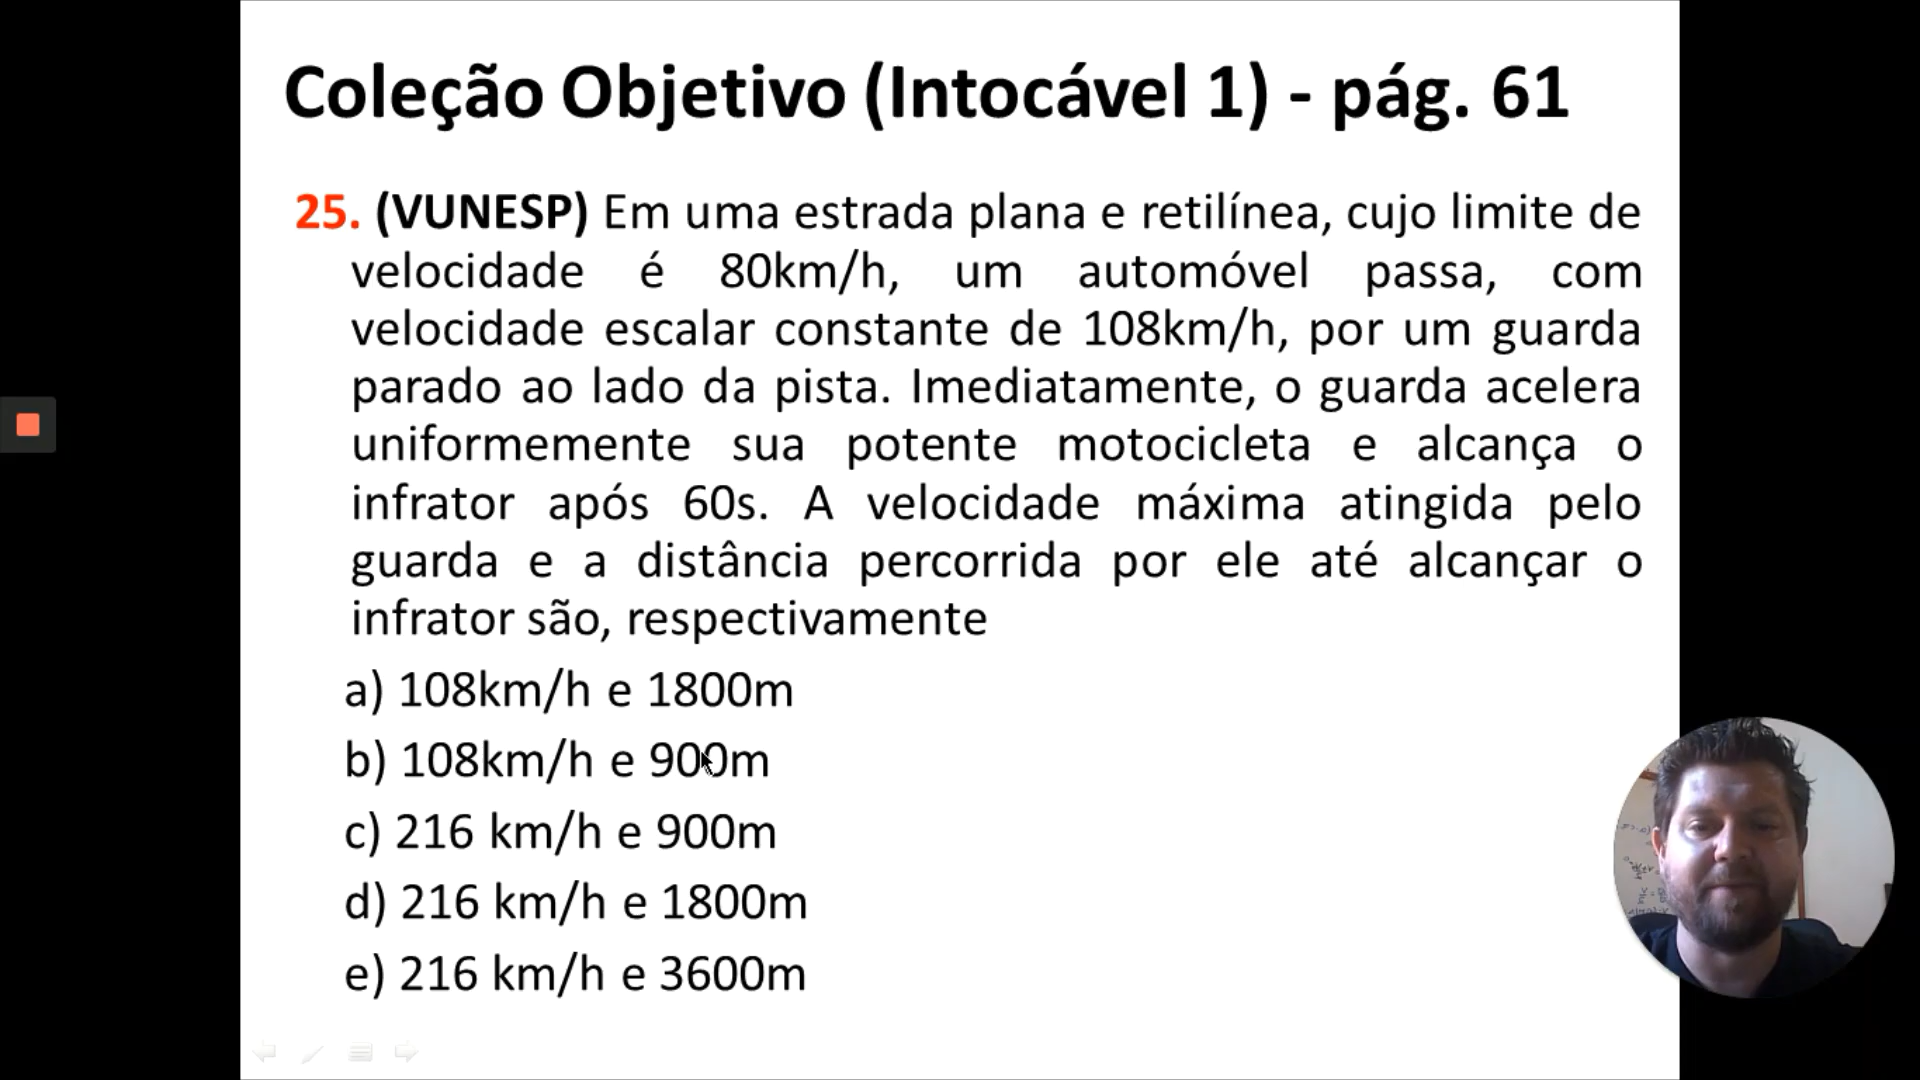 Coleção Objetivo (Intocável 1) - pág. 61
25. (VUNESP) Em uma estrada plana e retilínea, cujo limite de
velocidade é 80km/h, um automóvel passa, com
velocidade escalar constante de 108km/h, por um guarda
parado ao lado da pista. Imediatamente, o guarda acelera
uniformemente sua potente motocicleta e alcança o
infrator após 60s. A velocidade máxima atingida pelo
guarda e a distância percorrida por ele até alcançar o
infrator são, respectivamente
a) 108km/h e 1800m
b) 108km/h e 900m
c) 216 km/h e 900m
d) 216 km/h e 1800m
e) 216 km/h e 3600m